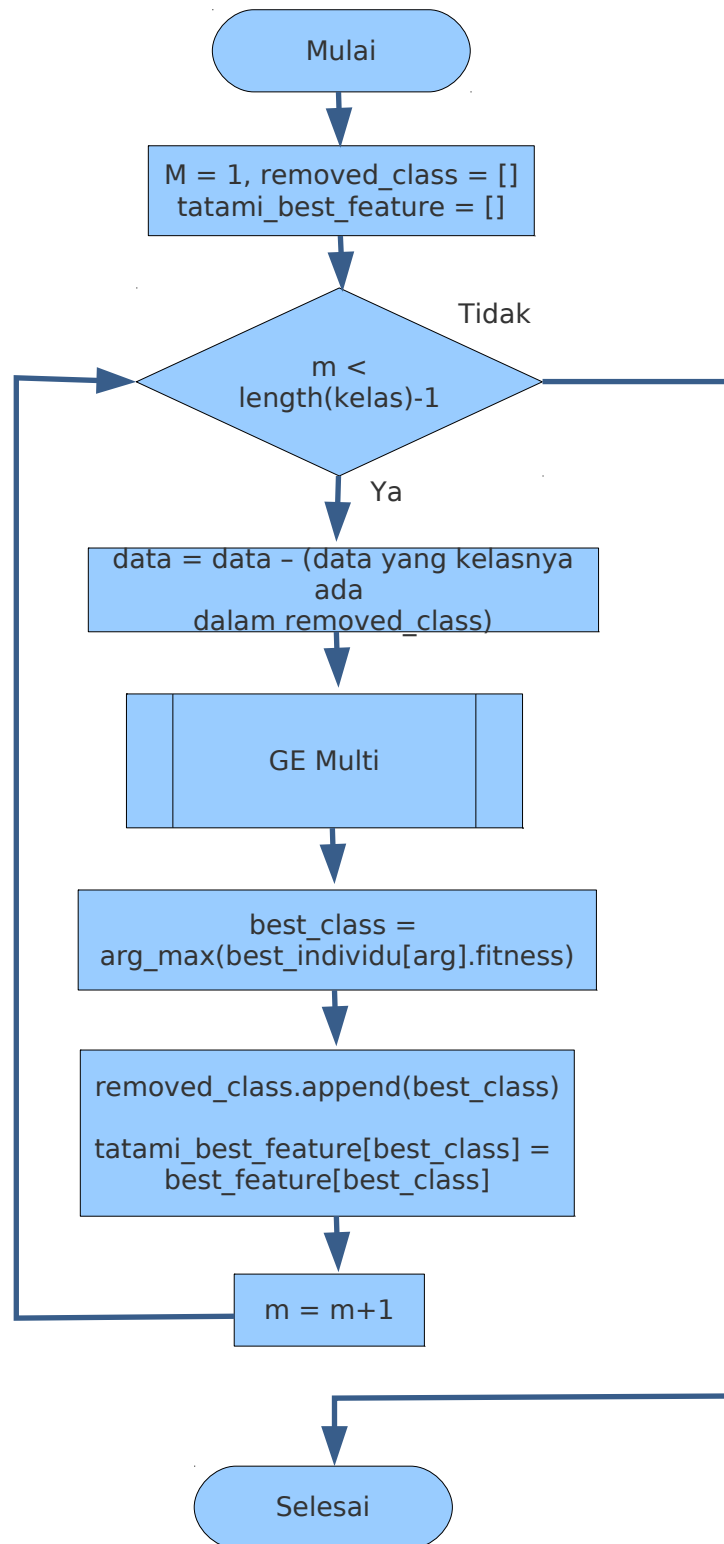 Mulai
M = 1, removed_class = []
tatami_best_feature = []
Tidak
m <
length(kelas)-1
Ya
data = data – (data yang kelasnya
ada
dalam removed_class)
GE Multi
best_class =
arg_max(best_individu[arg].fitness)
removed_class.append(best_class)
tatami_best_feature[best_class] =
best_feature[best_class]
m = m+1
Selesai